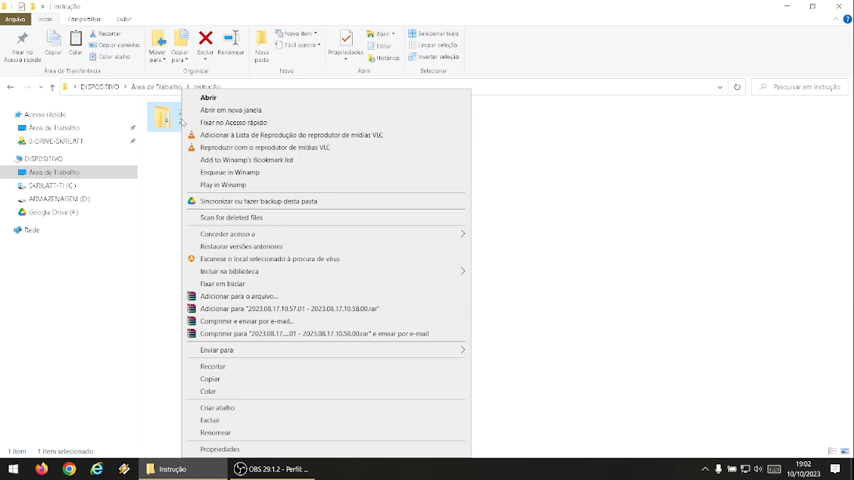 Instrução
Arquivo Início Compartilhar Exibir
Fixar no Acesso rápido
Copiar
Colar
Recortar
Copiar caminho
Colar atalho
Área de Transferência
Mover para
Copiar para
Excluir
Renomear
Organizar
Nova pasta
Novo item
Fácil acesso
Novo
Propriedades
Abrir
Editar
Histórico
Abrir
Selecionar tudo
Limpar seleção
Inverter seleção
Selecionar
DISPOSITIVO > Área de Trabalho > Instrução
Pesquisar em Instrução
Acesso rápido
Área de Trabalho
0-DRIVE-SKRILATT
DISPOSITIVO
Área de Trabalho
SKRILATT-TI (C:)
ARMAZENAGEM (D:)
Google Drive (I:)
Rede
Abrir
Abrir em nova janela
Fixar no Acesso rápido
Adicionar à Lista de Reprodução do reprodutor de mídias VLC
Reproduzir com o reprodutor de mídias VLC
Add to Winamp's Bookmark list
Enqueue in Winamp
Play in Winamp
Sincronizar ou fazer backup desta pasta
Scan for deleted files
Conceder acesso a
Restaurar versões anteriores
Escanear o local selecionado à procura de vírus
Incluir na biblioteca
Fixar em Iniciar
Adicionar para o arquivo...
Adicionar para "2023.08.17.10.57.01 - 2023.08.17.10.58.00.rar"
Comprimir e enviar por e-mail...
Comprimir para "2023.08.17....01 - 2023.08.17.10.58.00.rar" e enviar por e-mail
Enviar para
Recortar
Copiar
Colar
Criar atalho
Excluir
Renomear
Propriedades
1 item 1 item selecionado
Instrução
OBS 29.1.2 - Perfil: ...
19:02
10/10/2023